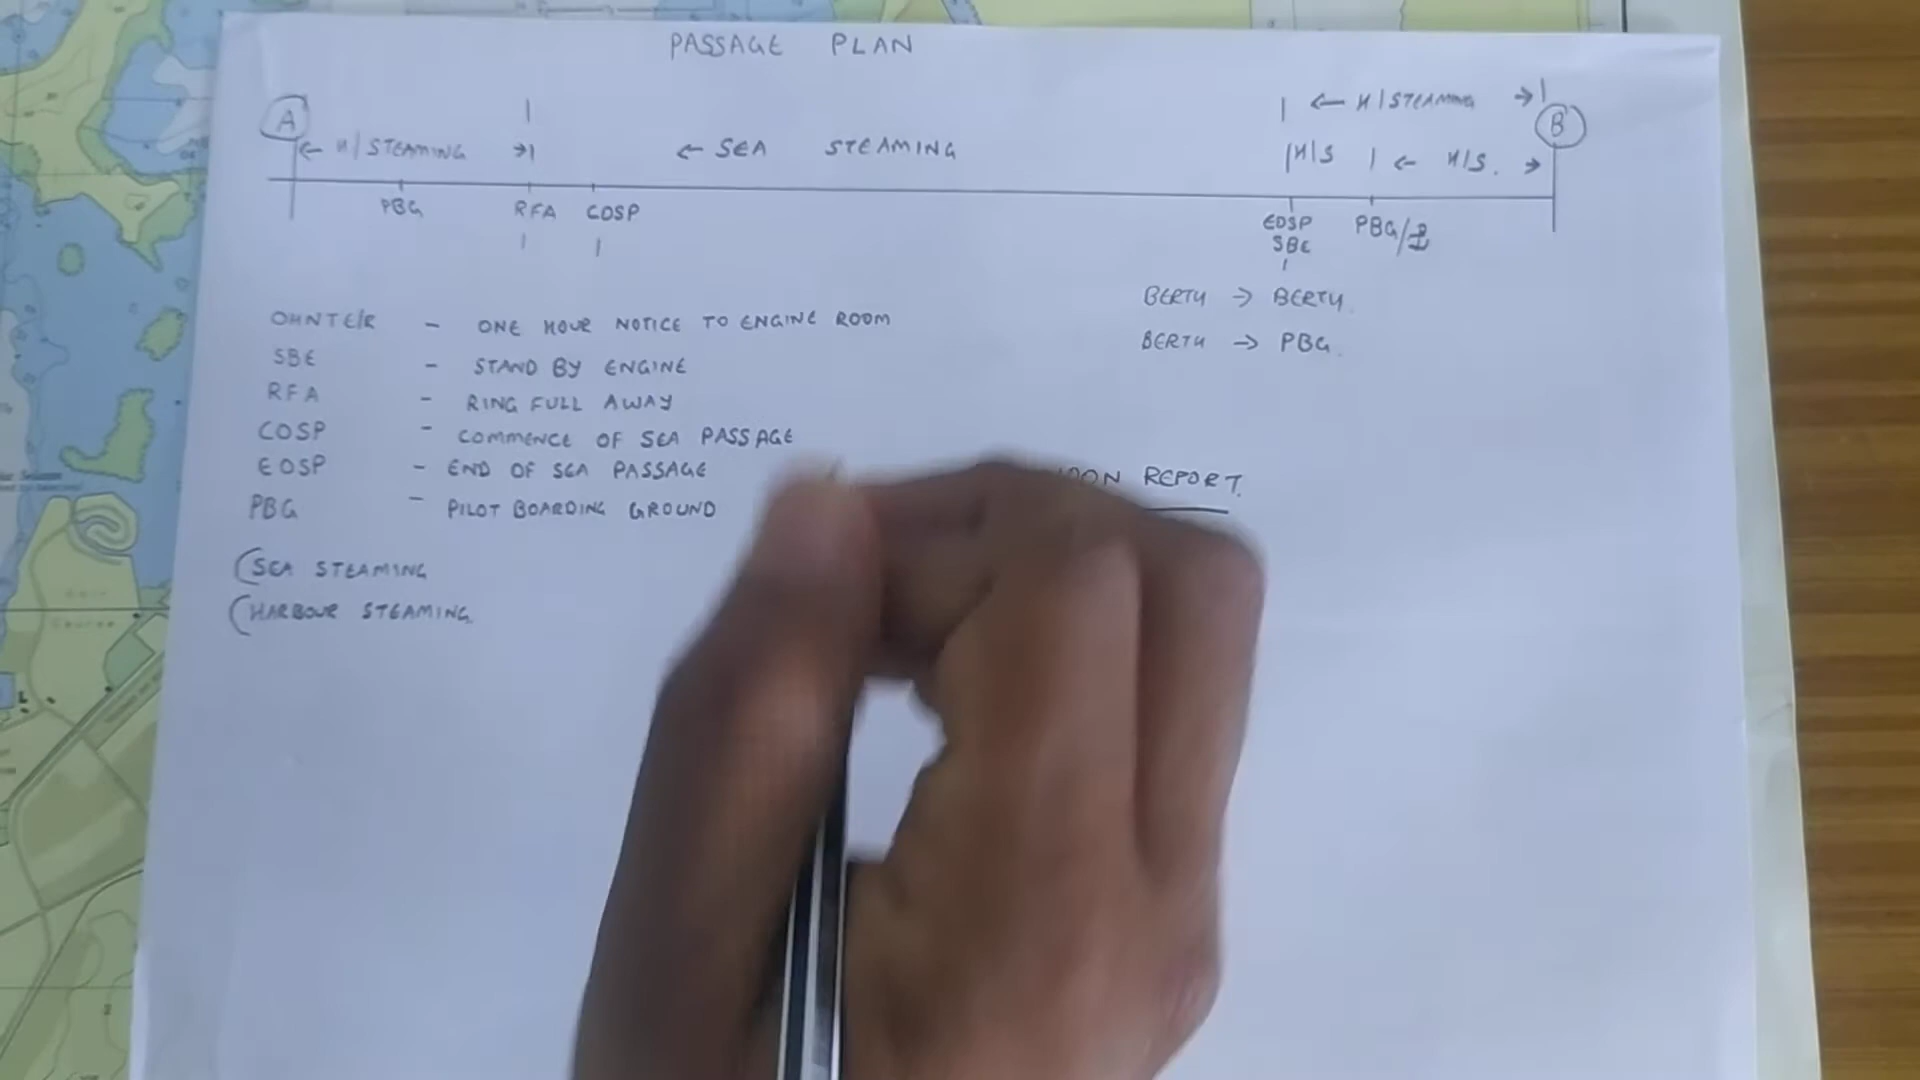 PASSAGE PLAN
A
← H/STEAMING →
← SEA STEAMING
← H/STEAMING →
B
H/S
← H/S. →
PBG
RFA
COSP
EOSP
SBE
PBG/
BERTH → BERTH.
BERTH → PBG.
OHNTE/R - ONE HOUR NOTICE TO ENGINE ROOM
SBE - STAND BY ENGINE
RFA - RING FULL AWAY
COSP - COMMENCE OF SEA PASSAGE
EOSP - END OF SEA PASSAGE
PBG - PILOT BOARDING GROUND
REPORT.
(SEA STEAMING
(HARBOUR STEAMING.